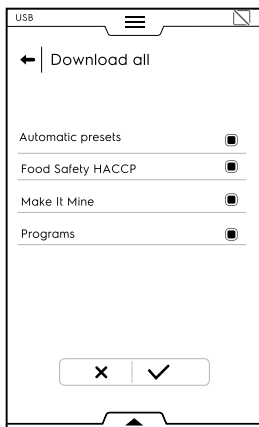 USB
Download all
Automatic presets
Food Safety HACCP
Make It Mine
Programs